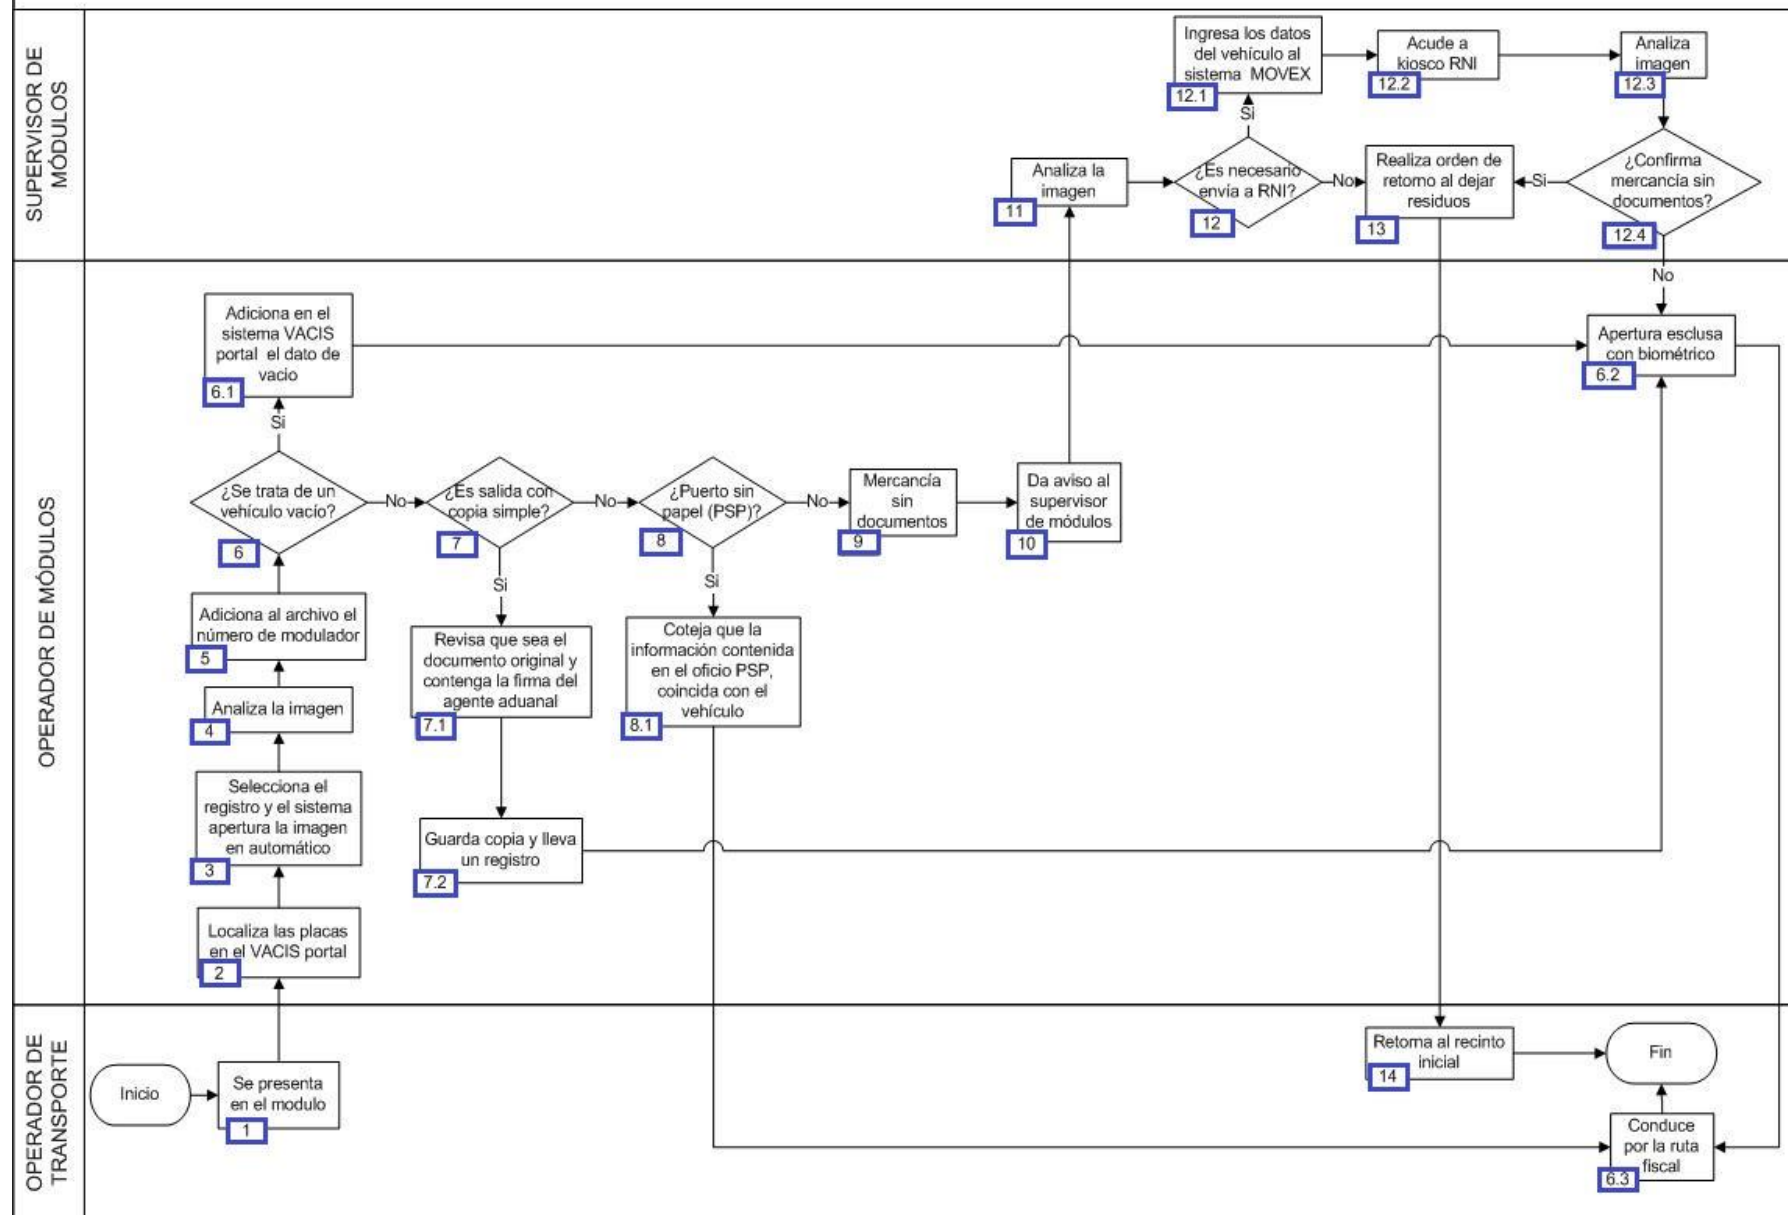 SUPERVISOR DE
MÓDULOS
Ingresa los datos
del vehículo al
sistema MOVEX
12.1
Acude a
kiosco RNI
12.2
Analiza
imagen
12.3
Si
Analiza la
imagen
11
¿Es necesario
envía a RNI?
12
No
Realiza orden de
retorno al dejar
residuos
13
Si
¿Confirma
mercancía sin
documentos?
12.4
No
OPERADOR DE MÓDULOS
Adiciona en el
sistema VACIS
portal el dato de
vacio
6.1
Apertura esclusa
con biométrico
6.2
Si
¿Se trata de un
vehículo vacío?
6
No
¿Es salida con
copia simple?
7
No
¿Puerto sin
papel (PSP)?
8
No
Mercancía
sin
documentos
9
Da aviso al
supervisor
de módulos
10
Si
Si
Adiciona al archivo el
número de modulador
5
Revisa que sea el
documento original y
contenga la firma del
agente aduanal
7.1
Coteja que la
información contenida
en el oficio PSP,
coincida con el
vehículo
8.1
Analiza la imagen
4
Selecciona el
registro y el sistema
apertura la imagen
en automático
3
Guarda copia y lleva
un registro
7.2
Localiza las placas
en el VACIS portal
2
OPERADOR DE
TRANSPORTE
Inicio
Se presenta
en el modulo
1
Retorna al recinto
inicial
14
Fin
Conduce
por la ruta
fiscal
6.3